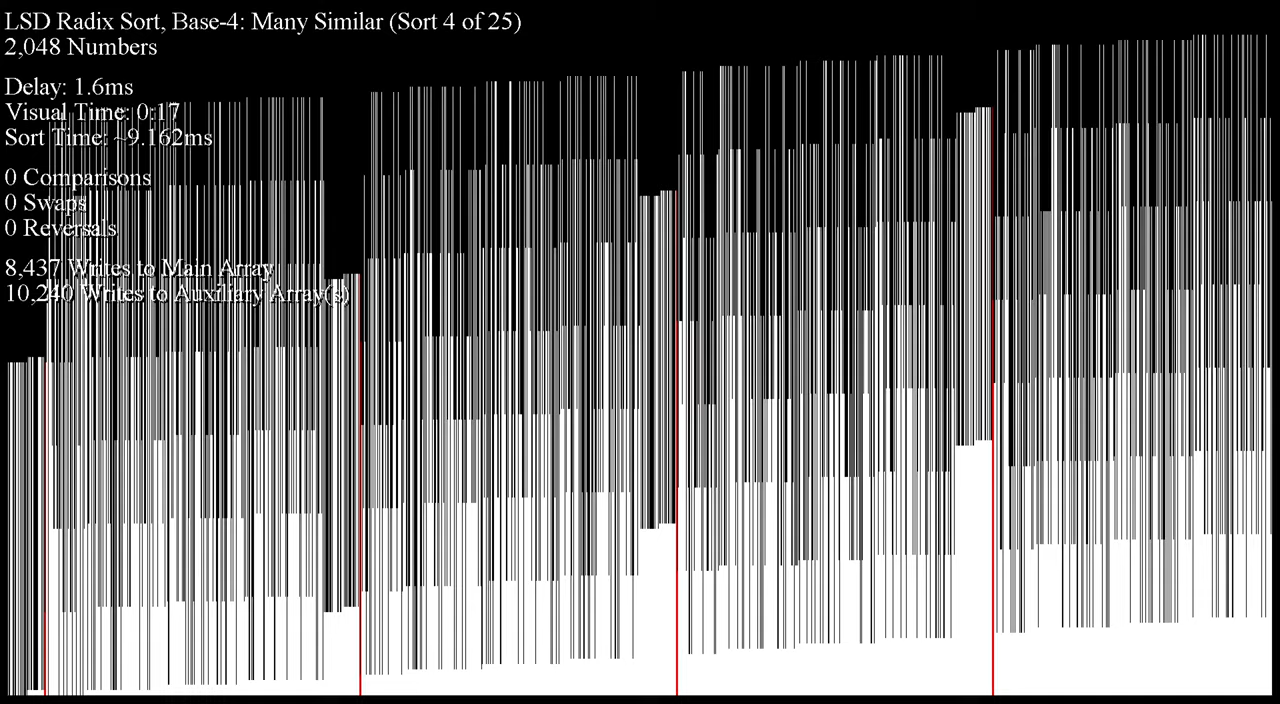 LSD Radix Sort, Base-4: Many Similar (Sort 4 of 25)
2,048 Numbers
Delay: 1.6ms
Visual Time: 0:17
Sort Time: ~9.162ms
0 Comparisons
0 Swaps
0 Reversals
8,437 Writes to Main Array
10,240 Writes to Auxiliary Array(s)